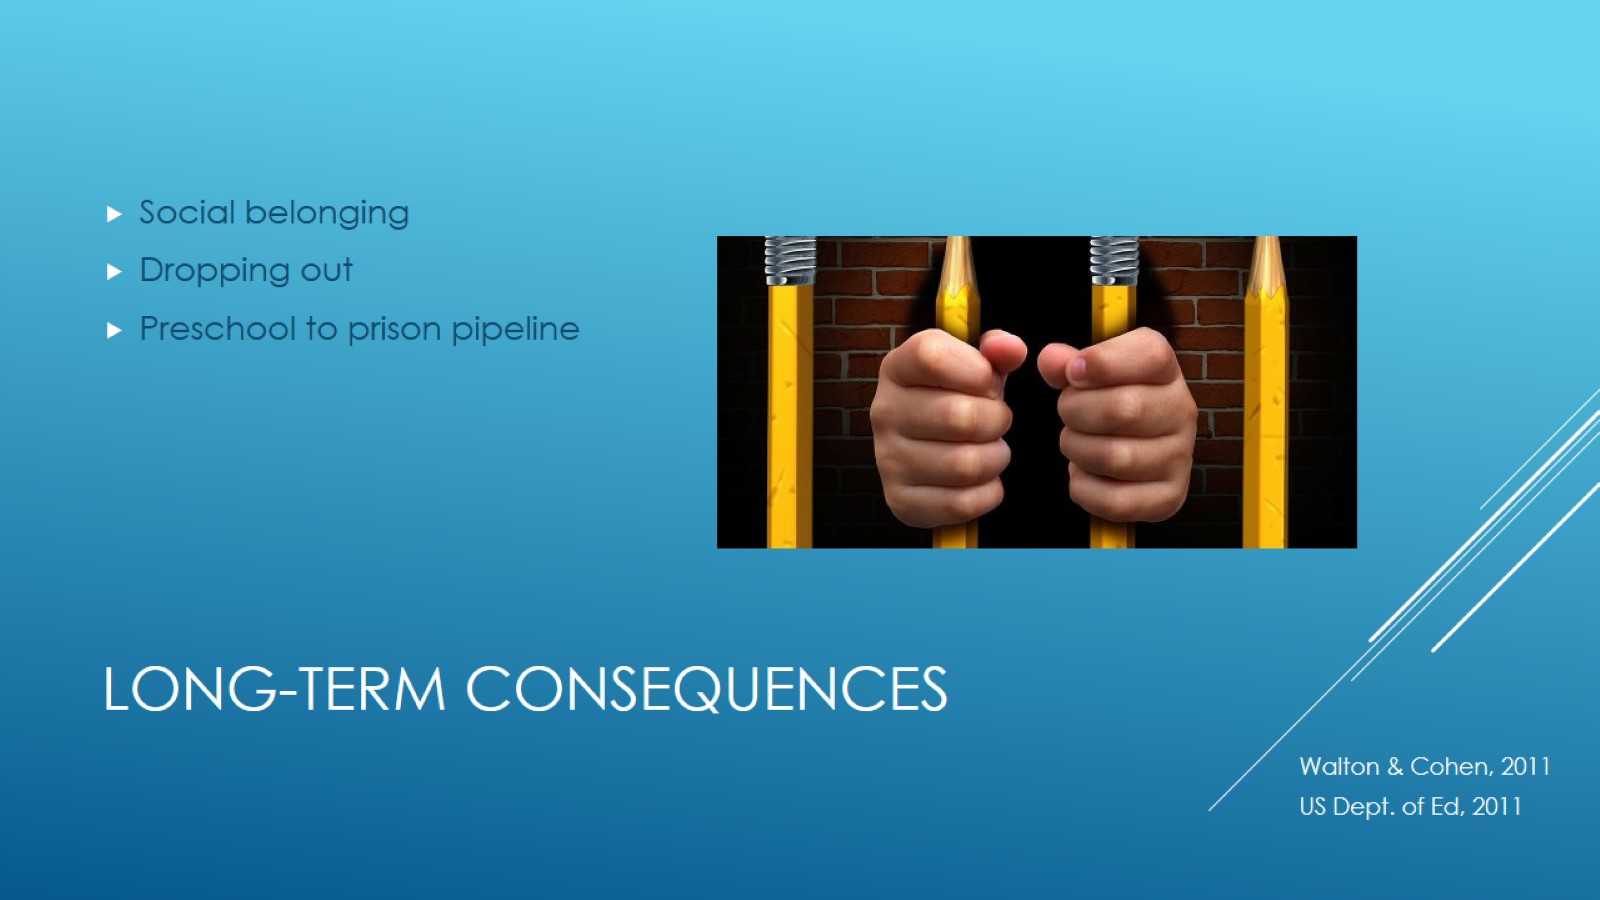 Social belonging
Dropping out
Preschool to prison pipeline
LONG-TERM CONSEQUENCES
Walton & Cohen, 2011
US Dept. of Ed, 2011